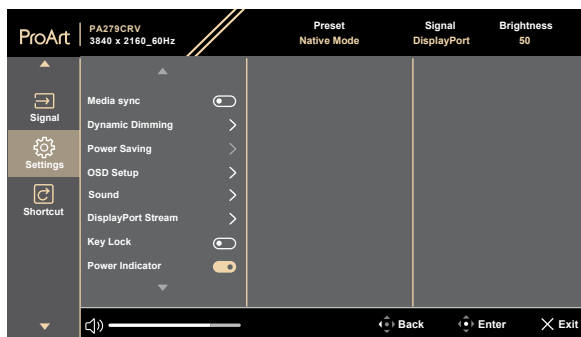 ProArt
PA279CRV
3840 x 2160_60Hz
Preset
Native Mode
Signal
DisplayPort
Brightness
50
Signal
Settings
Shortcut
Media sync
Dynamic Dimming
Power Saving
OSD Setup
Sound
DisplayPort Stream
Key Lock
Power Indicator
Back
Enter
Exit